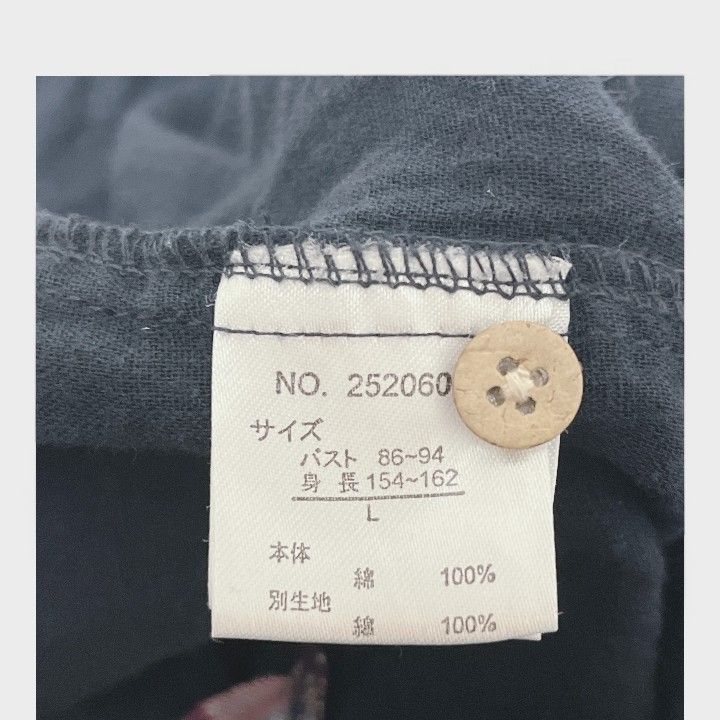 NO. 252060
サイズ
バスト 86~94
身長 154~162
L
本体
綿 100%
別生地
綿 100%